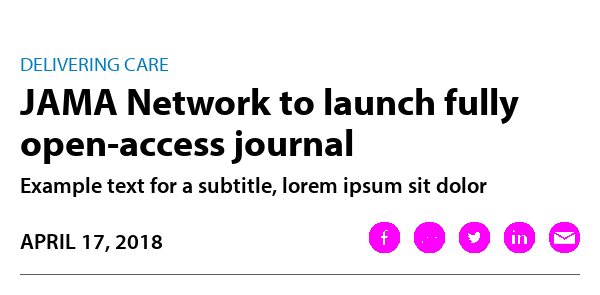 DELIVERING CARE
JAMA Network to launch fully
open-access journal
Example text for a subtitle, lorem ipsum sit dolor
APRIL 17, 2018